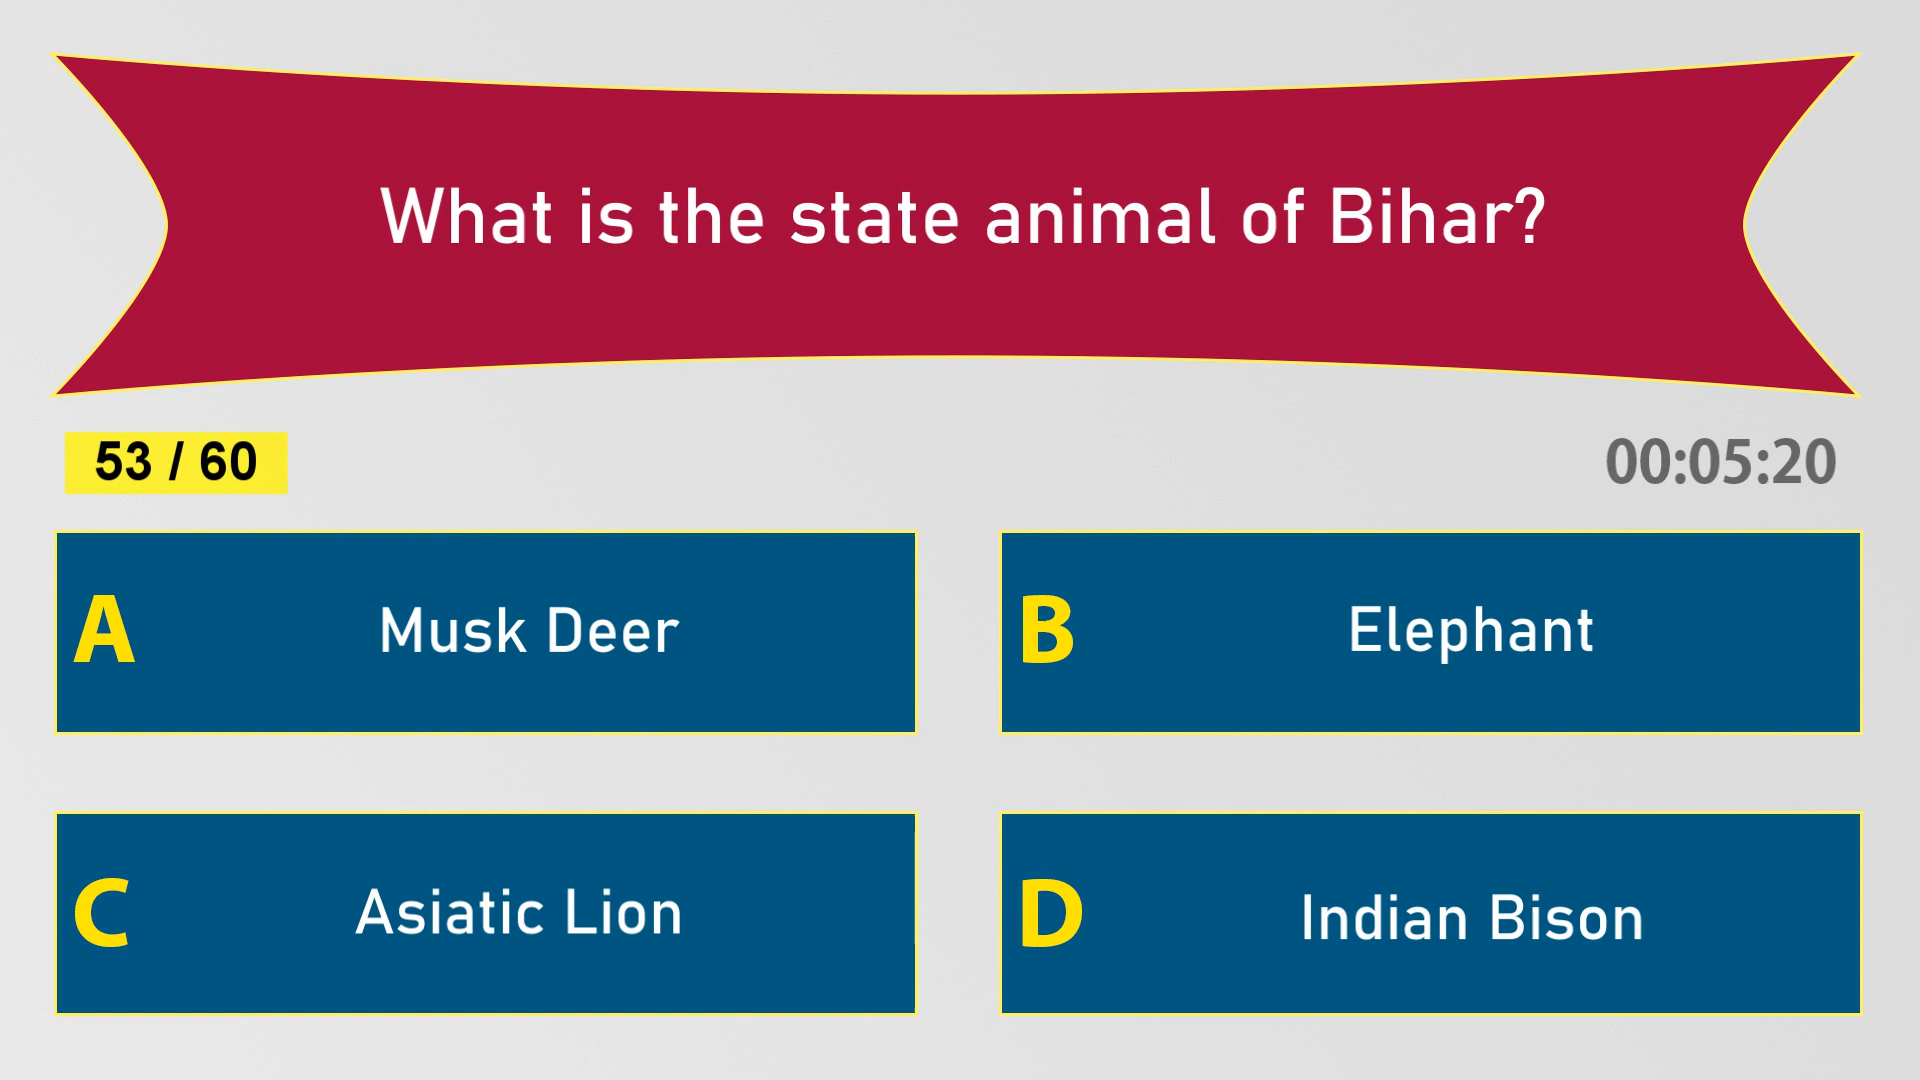 What is the state animal of Bihar?
53 / 60
00:05:20
A
Musk Deer
B
Elephant
C
Asiatic Lion
D
Indian Bison